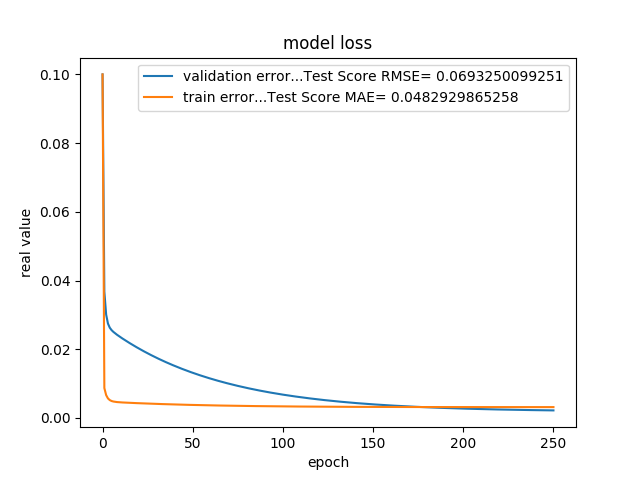 model loss
validation error...Test Score RMSE= 0.0693250099251
train error...Test Score MAE= 0.0482929865258
0.10
0.08
0.06
0.04
0.02
0.00
real value
0 50 100 150 200 250
epoch